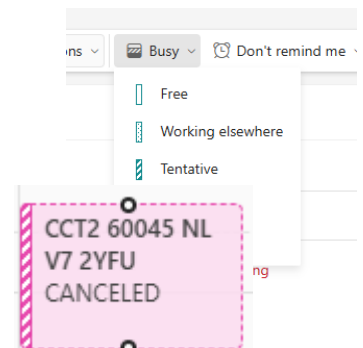 ons Busy Don't remind me
Free
Working elsewhere
Tentative
CCT2 60045 NL
V7 2YFU
CANCELED
ng